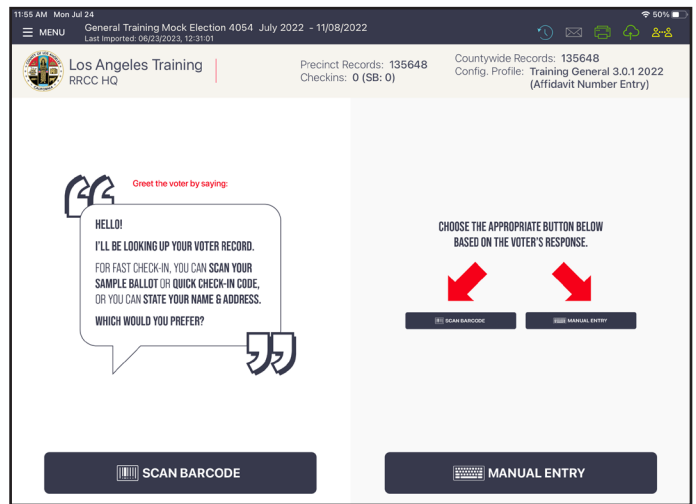 11:55 AM Mon Jul 24
50%
MENU
General Training Mock Election 4054 July 2022 - 11/08/2022
Last Imported: 06/23/2023, 12:31:01
Los Angeles Training
RRCC HQ
Precinct Records: 135648
Checkins: 0 (SB: 0)
Countywide Records: 135648
Config. Profile: Training General 3.0.1 2022
(Affidavit Number Entry)
Greet the voter by saying:
HELLO!
I'LL BE LOOKING UP YOUR VOTER RECORD.
FOR FAST CHECK-IN, YOU CAN SCAN YOUR
SAMPLE BALLOT OR QUICK CHECK-IN CODE,
OR YOU CAN STATE YOUR NAME & ADDRESS.
WHICH WOULD YOU PREFER?
CHOOSE THE APPROPRIATE BUTTON BELOW
BASED ON THE VOTER'S RESPONSE.
SCAN BARCODE
MANUAL ENTRY
SCAN BARCODE
MANUAL ENTRY